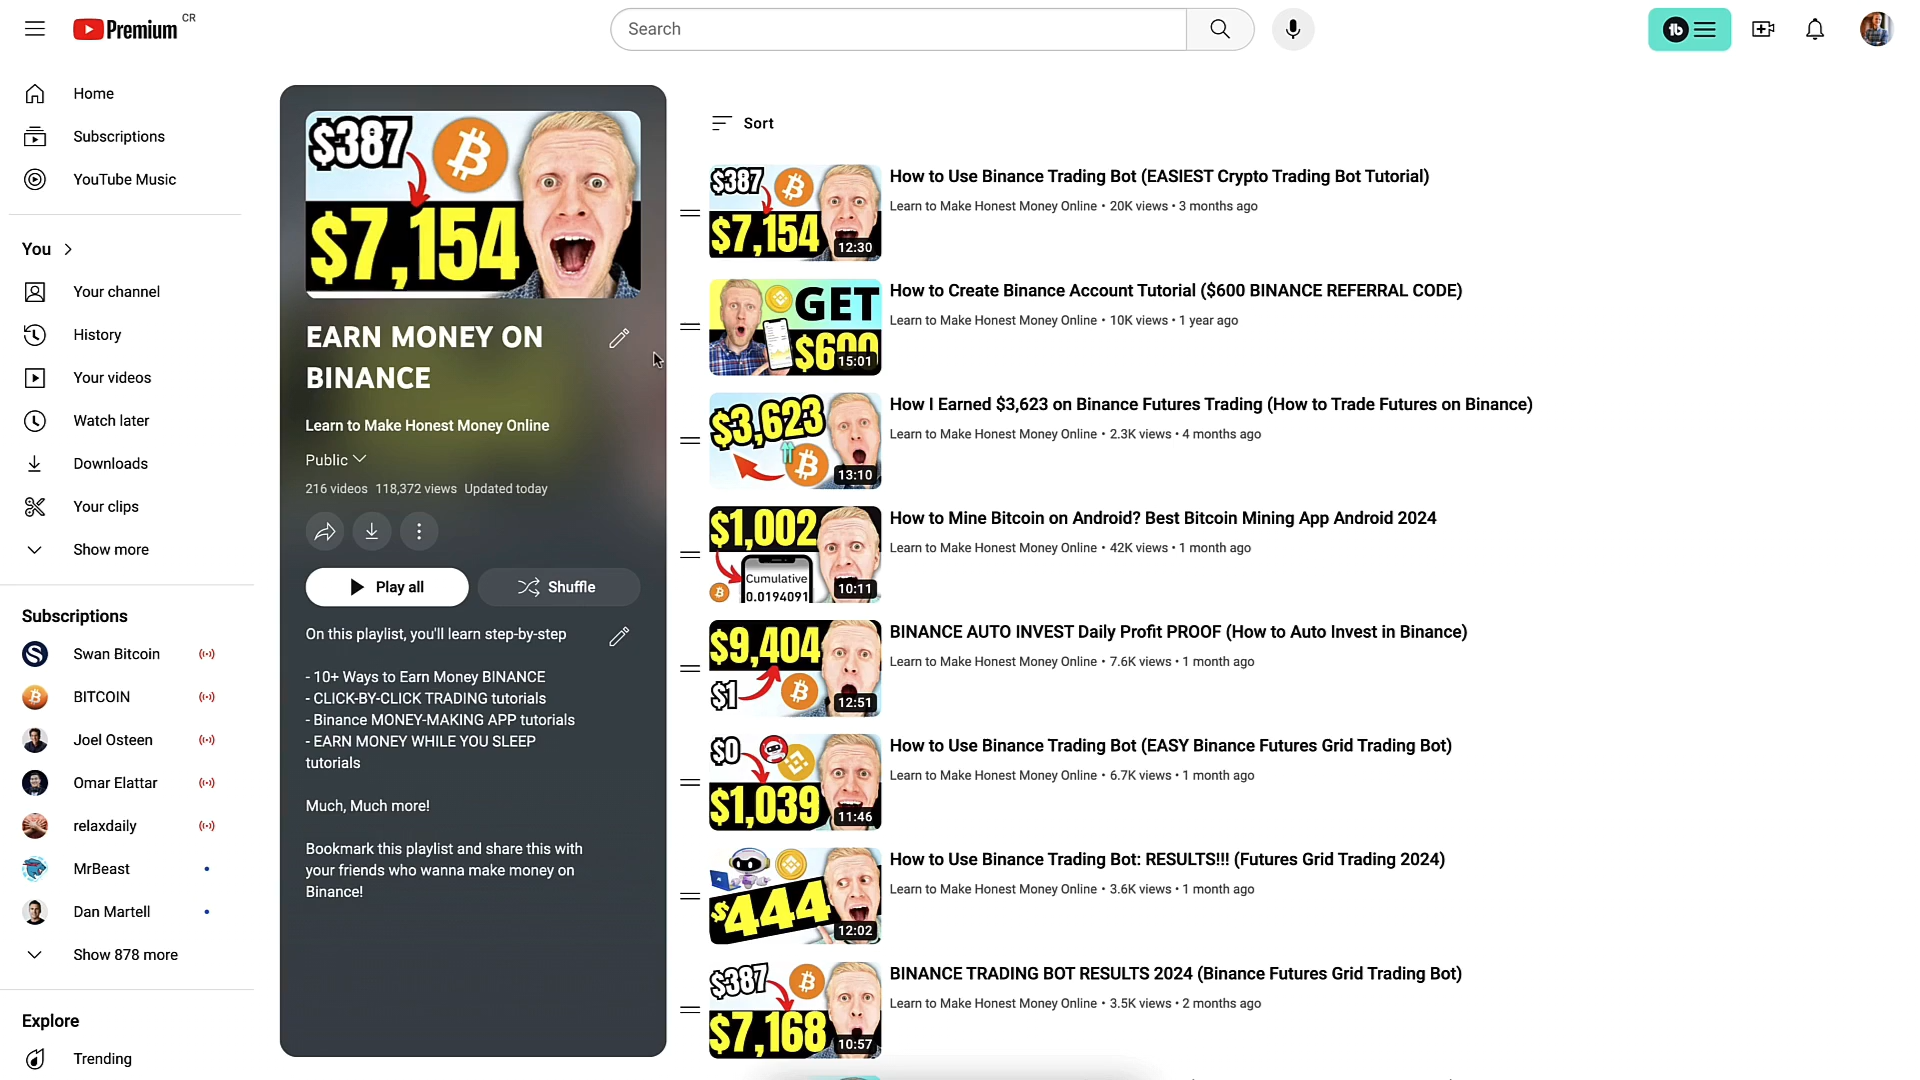 Premium CR
Search
Home
Subscriptions
YouTube Music
You
Your channel
History
Your videos
Watch later
Downloads
Your clips
Show more
Subscriptions
Swan Bitcoin
BITCOIN
Joel Osteen
Omar Elattar
relaxdaily
MrBeast
Dan Martell
Show 878 more
Explore
Trending
$387
$7,154
EARN MONEY ON
BINANCE
Learn to Make Honest Money Online
Public
216 videos 118,372 views Updated today
Play all
Shuffle
On this playlist, you'll learn step-by-step
- 10+ Ways to Earn Money BINANCE
- CLICK-BY-CLICK TRADING tutorials
- Binance MONEY-MAKING APP tutorials
- EARN MONEY WHILE YOU SLEEP
tutorials
Much, Much more!
Bookmark this playlist and share this with
your friends who wanna make money on
Binance!
Sort
$387
$7,154
12:30
How to Use Binance Trading Bot (EASIEST Crypto Trading Bot Tutorial)
Learn to Make Honest Money Online • 20K views • 3 months ago
GET
$600
15:01
How to Create Binance Account Tutorial ($600 BINANCE REFERRAL CODE)
Learn to Make Honest Money Online • 10K views • 1 year ago
$3,623
13:10
How I Earned $3,623 on Binance Futures Trading (How to Trade Futures on Binance)
Learn to Make Honest Money Online • 2.3K views • 4 months ago
$1,002
Cumulative
0.0194091
10:11
How to Mine Bitcoin on Android? Best Bitcoin Mining App Android 2024
Learn to Make Honest Money Online • 42K views • 1 month ago
$9,404
$1
12:51
BINANCE AUTO INVEST Daily Profit PROOF (How to Auto Invest in Binance)
Learn to Make Honest Money Online • 7.6K views • 1 month ago
$0
$1,039
11:46
How to Use Binance Trading Bot (EASY Binance Futures Grid Trading Bot)
Learn to Make Honest Money Online • 6.7K views • 1 month ago
$444
12:02
How to Use Binance Trading Bot: RESULTS!!! (Futures Grid Trading 2024)
Learn to Make Honest Money Online • 3.6K views • 1 month ago
$387
$7,168
10:57
BINANCE TRADING BOT RESULTS 2024 (Binance Futures Grid Trading Bot)
Learn to Make Honest Money Online • 3.5K views • 2 months ago